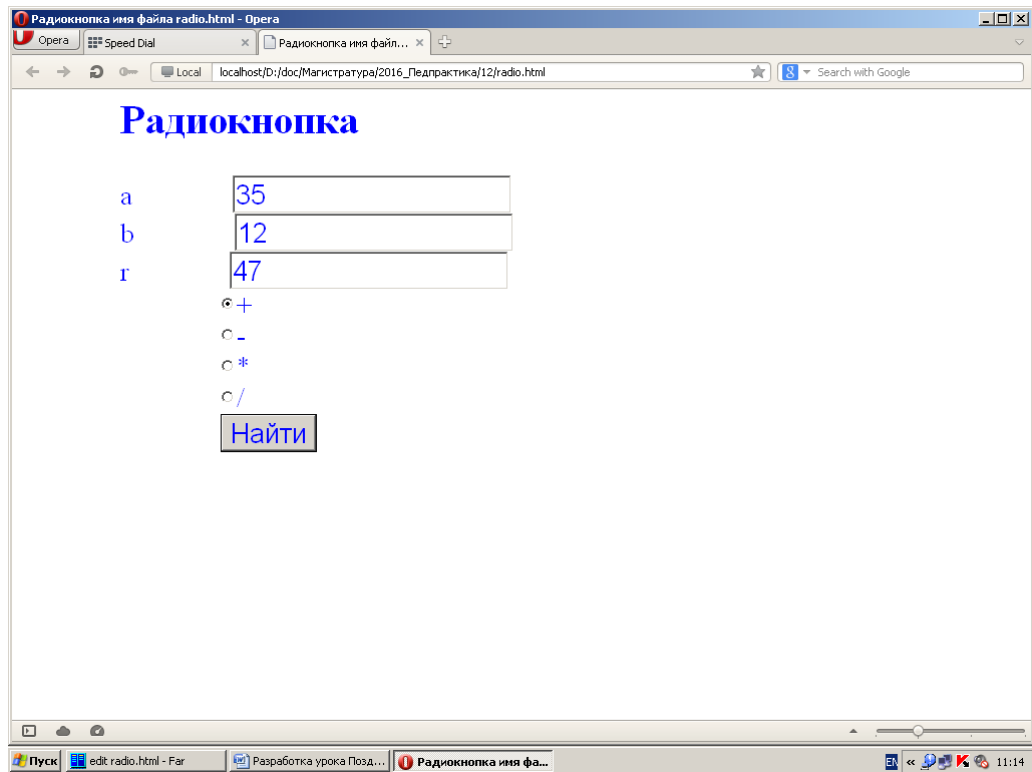 Радиокнопка имя файла radio.html - Opera
Opera
Speed Dial
Радиокнопка имя файл...
Local
localhost/D:/doc/Магистратура/2016_Педпрактика/12/radio.html
8
Search with Google
Радиокнопка
a 35
b 12
r 47
+
-
*
/
Найти
Пуск
edit radio.html - Far
Разработка урока Позд...
Радиокнопка имя фа...
EN
«
11:14